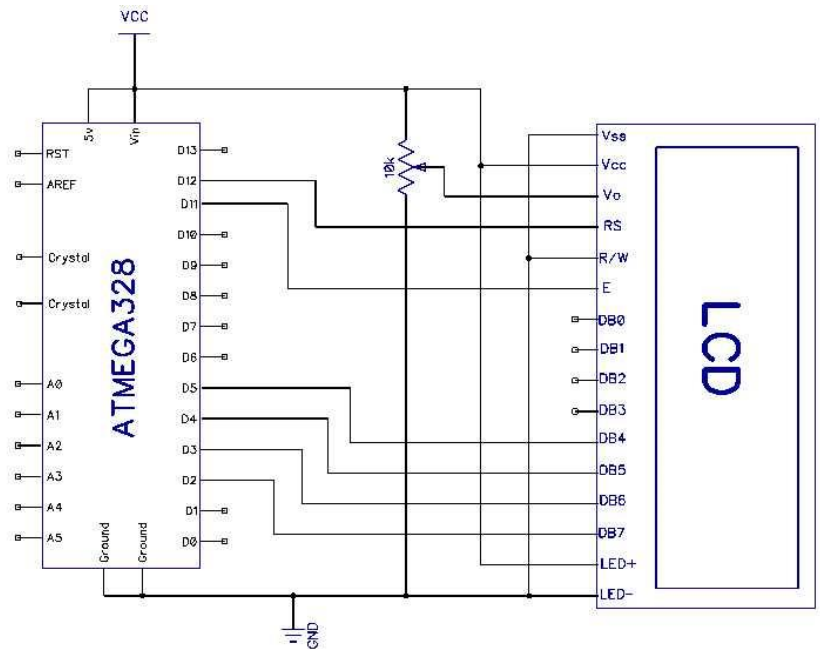 VCC
5v
Vin
RST
AREF
Crystal
Crystal
A0
A1
A2
A3
A4
A5
ATMEGA328
Ground
Ground
D13
D12
D11
D10
D9
D8
D7
D6
D5
D4
D3
D2
D1
D0
10k
GND
Vss
Vcc
Vo
RS
R/W
E
DB0
DB1
DB2
DB3
DB4
DB5
DB6
DB7
LED+
LED-
LCD